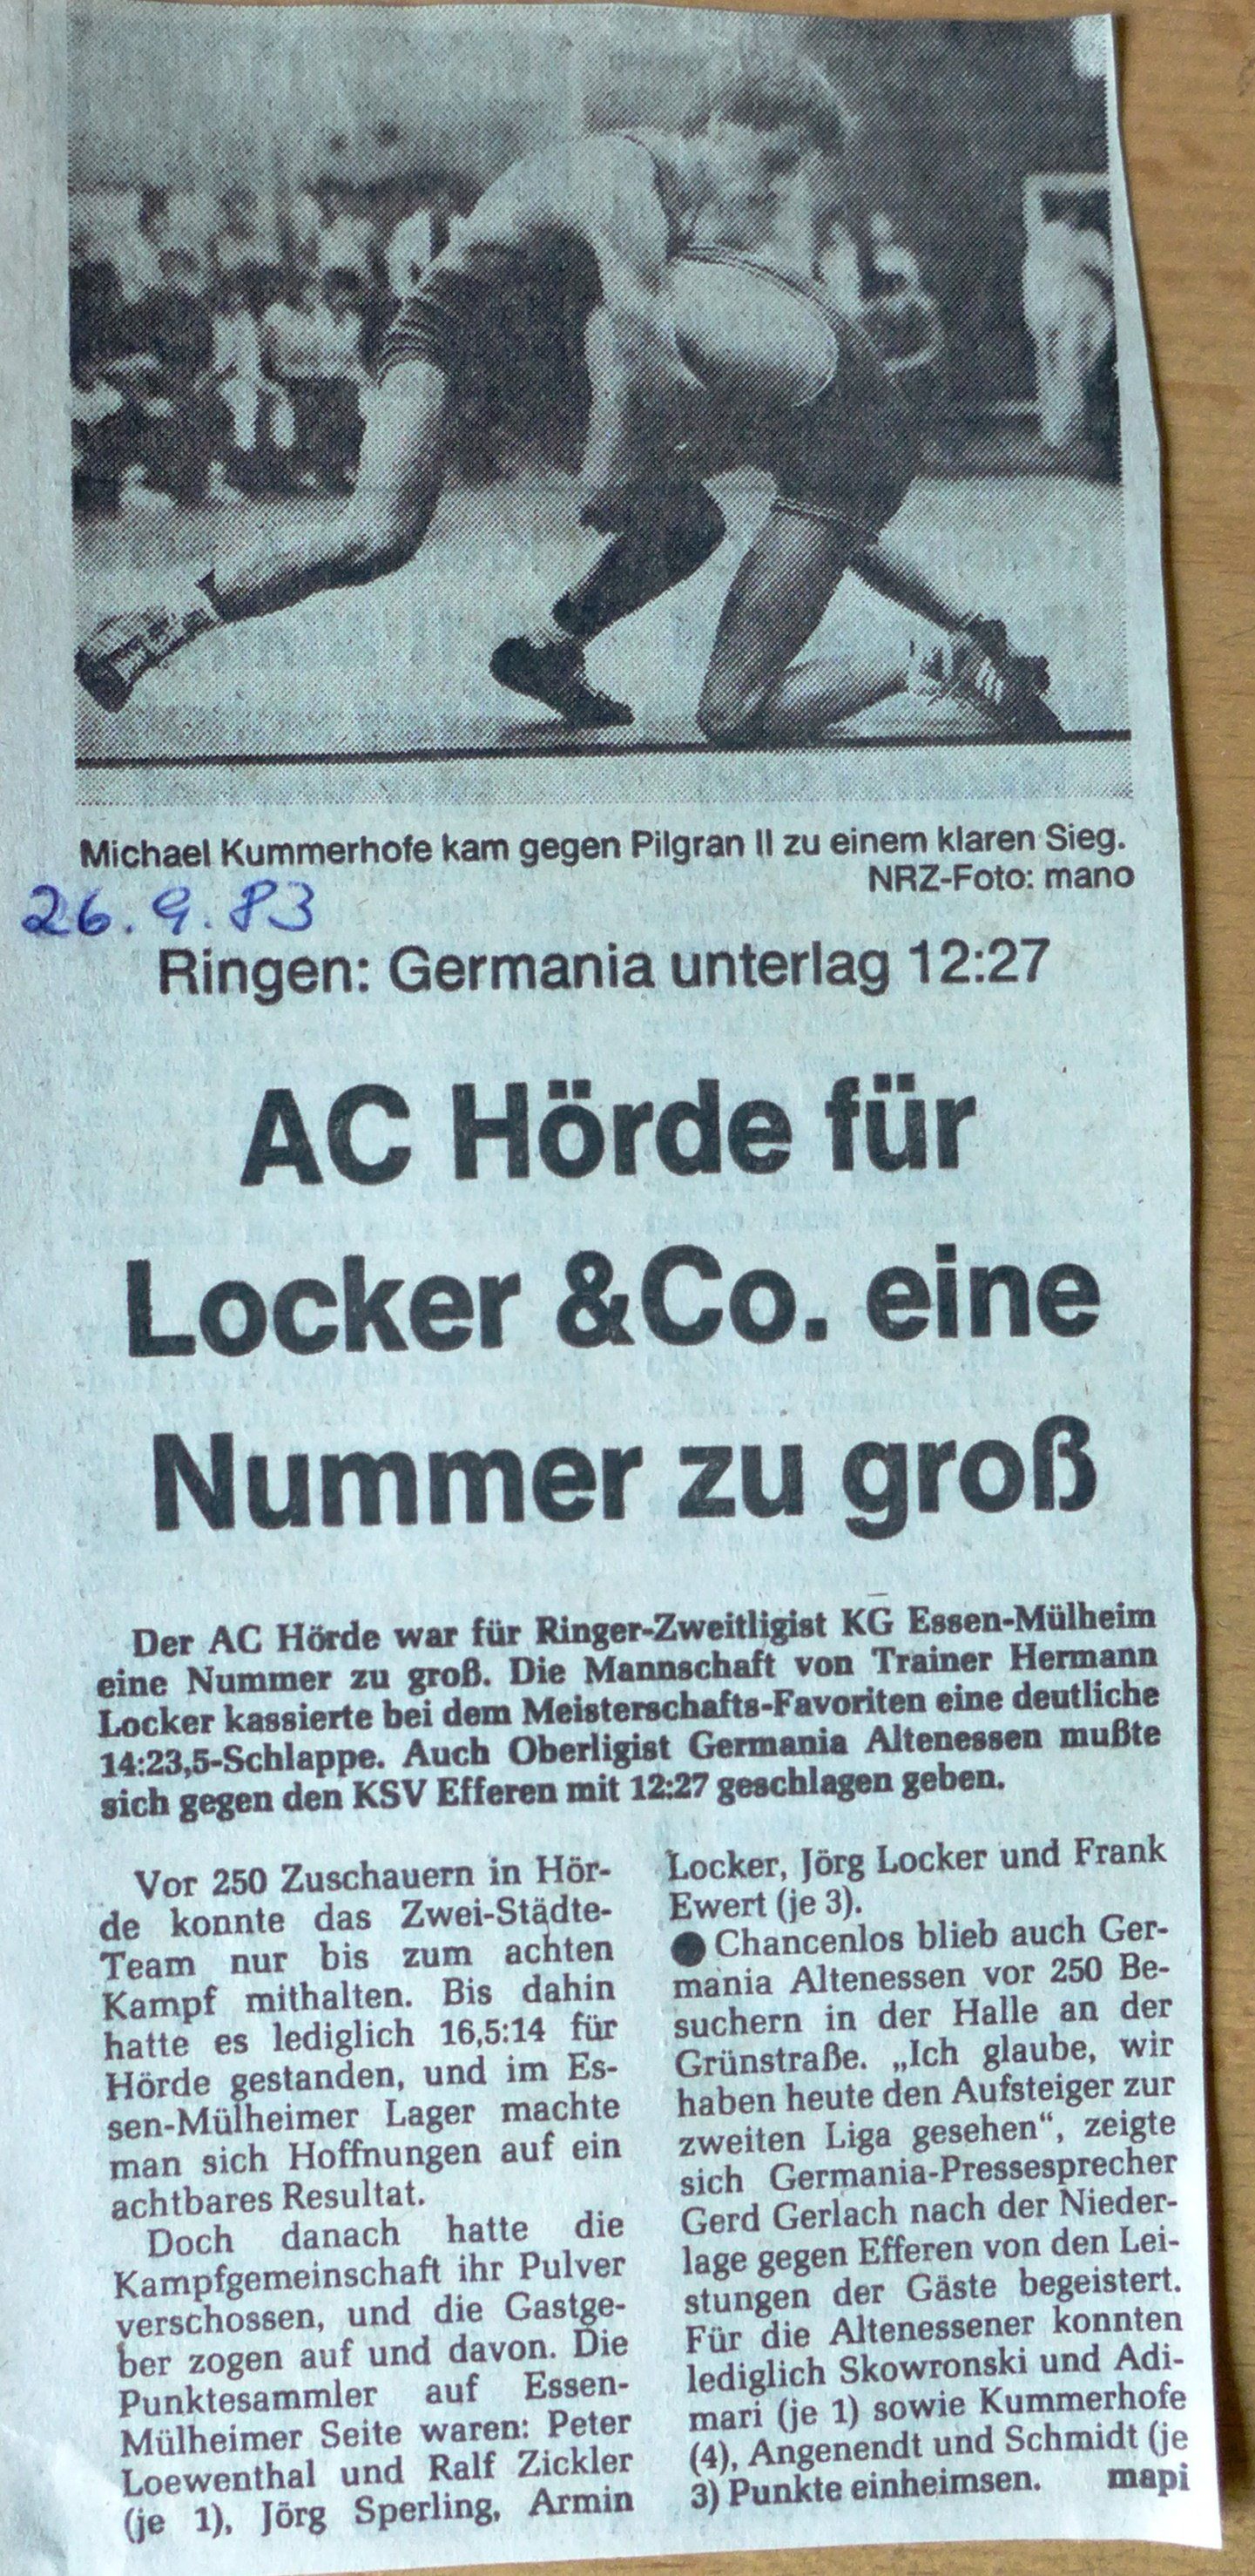 Michael Kummerhofe kam gegen Pilgran II zu einem klaren Sieg.
NRZ-Foto: mano
26.9.83
Ringen: Germania unterlag 12:27
AC Hörde für
Locker &Co. eine
Nummer zu groß
Der AC Hörde war für Ringer-Zweitligist KG Essen-Mülheim
eine Nummer zu groß. Die Mannschaft von Trainer Hermann
Locker kassierte bei dem Meisterschafts-Favoriten eine deutliche
14:23,5-Schlappe. Auch Oberligist Germania Altenessen mußte
sich gegen den KSV Efferen mit 12:27 geschlagen geben.
Vor 250 Zuschauern in Hör-
de konnte das Zwei-Städte-
Team nur bis zum achten
Kampf mithalten. Bis dahin
hatte es lediglich 16,5:14 für
Hörde gestanden, und im Es-
sen-Mülheimer Lager machte
man sich Hoffnungen auf ein
achtbares Resultat.
Doch danach hatte die
Kampfgemeinschaft ihr Pulver
verschossen, und die Gastge-
ber zogen auf und davon. Die
Punktesammler auf Essen-
Mülheimer Seite waren: Peter
Loewenthal und Ralf Zickler
(je 1), Jörg Sperling, Armin
Locker, Jörg Locker und Frank
Ewert (je 3).
● Chancenlos blieb auch Ger-
mania Altenessen vor 250 Be-
suchern in der Halle an der
Grünstraße. „Ich glaube, wir
haben heute den Aufsteiger zur
zweiten Liga gesehen“, zeigte
sich Germania-Pressesprecher
Gerd Gerlach nach der Nieder-
lage gegen Efferen von den Lei-
stungen der Gäste begeistert.
Für die Altenessener konnten
lediglich Skowronski und Adi-
mari (je 1) sowie Kummerhofe
(4), Angenendt und Schmidt (je
3) Punkte einheimsen. mapi